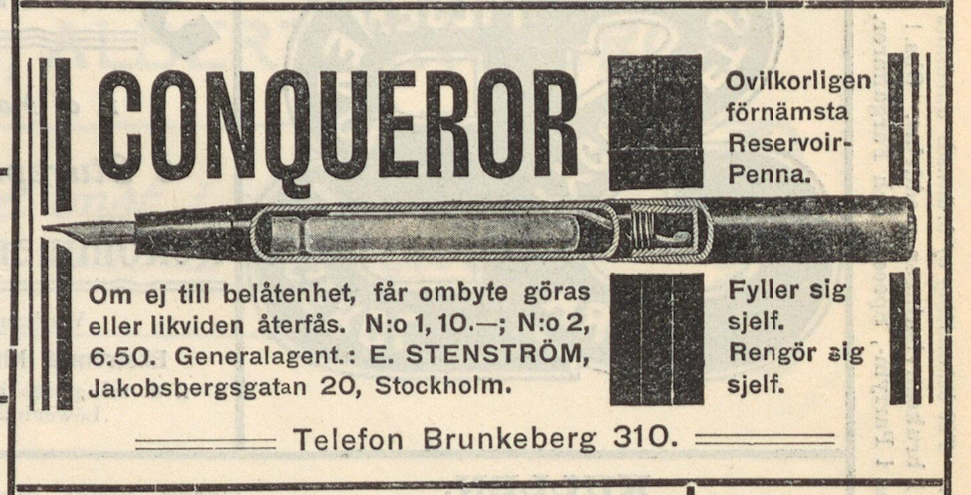 CONQUEROR
Ovilkorligen
förnämsta
Reservoir-
Penna.
Om ej till belåtenhet, får ombyte göras
eller likviden återfås. N:o 1, 10.—; N:o 2,
6.50. Generalagent.: E. STENSTRÖM,
Jakobsbergsgatan 20, Stockholm.
Fyller sig
sjelf.
Rengör sig
sjelf.
Telefon Brunkeberg 310.